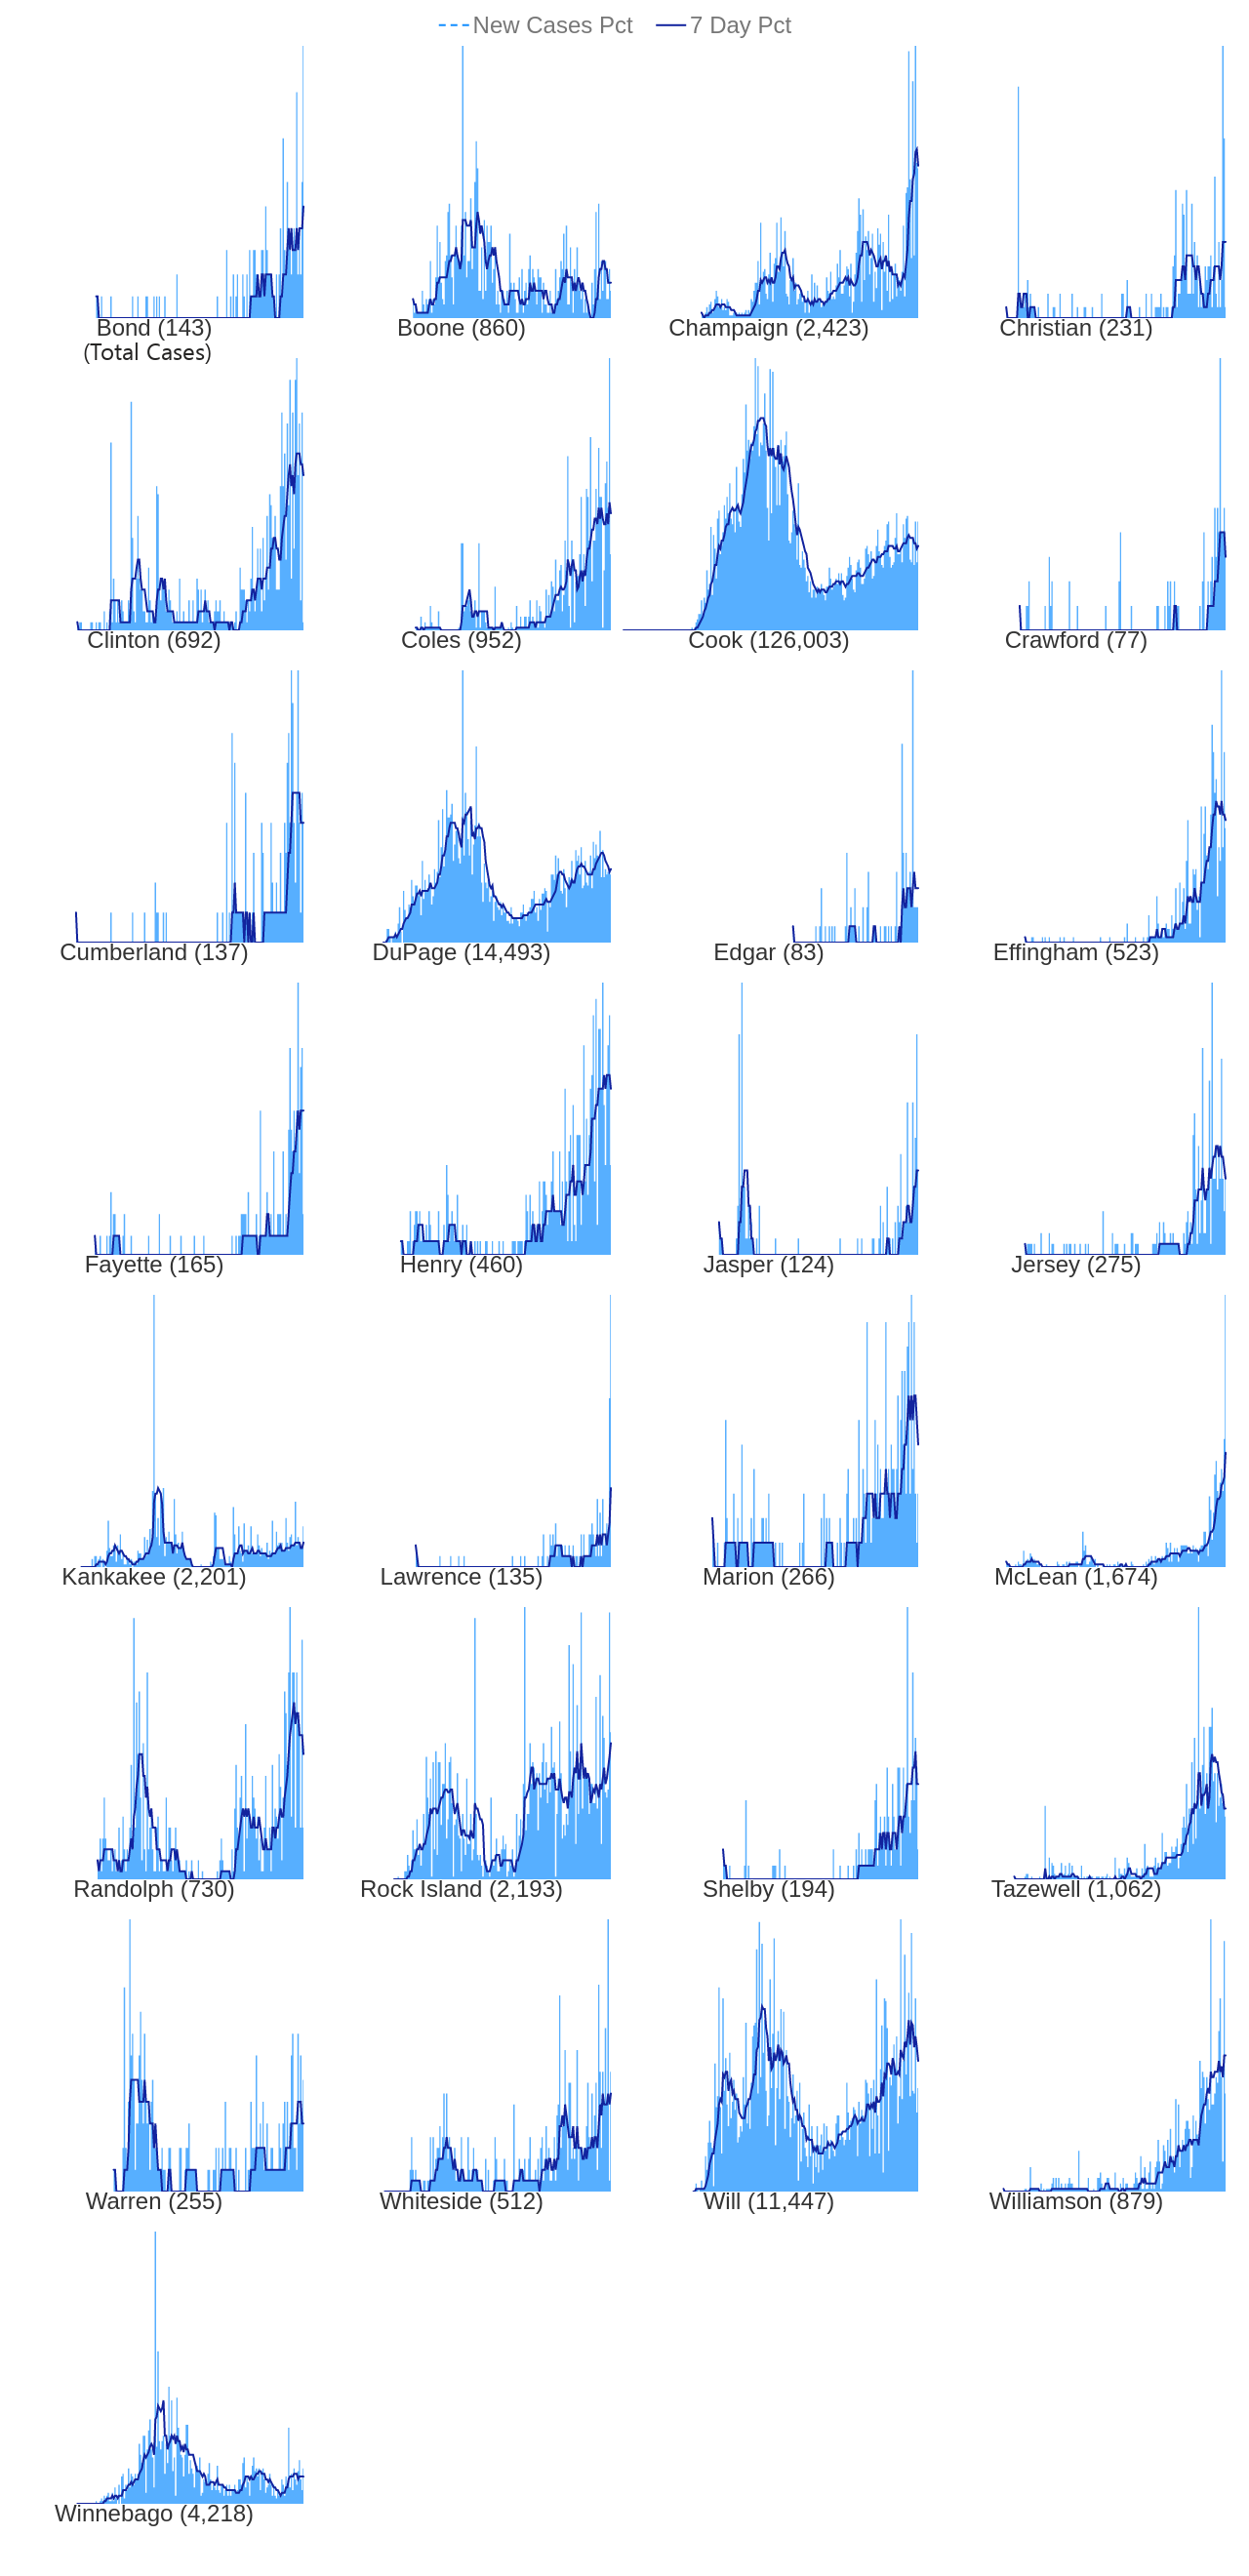 New Cases Pct 7 Day Pct
Bond (143) Boone (860) Champaign (2,423) Christian (231)
(Total Cases)
Clinton (692) Coles (952) Cook (126,003) Crawford (77)
Cumberland (137) DuPage (14,493) Edgar (83) Effingham (523)
Fayette (165) Henry (460) Jasper (124) Jersey (275)
Kankakee (2,201) Lawrence (135) Marion (266) McLean (1,674)
Randolph (730) Rock Island (2,193) Shelby (194) Tazewell (1,062)
Warren (255) Whiteside (512) Will (11,447) Williamson (879)
Winnebago (4,218)